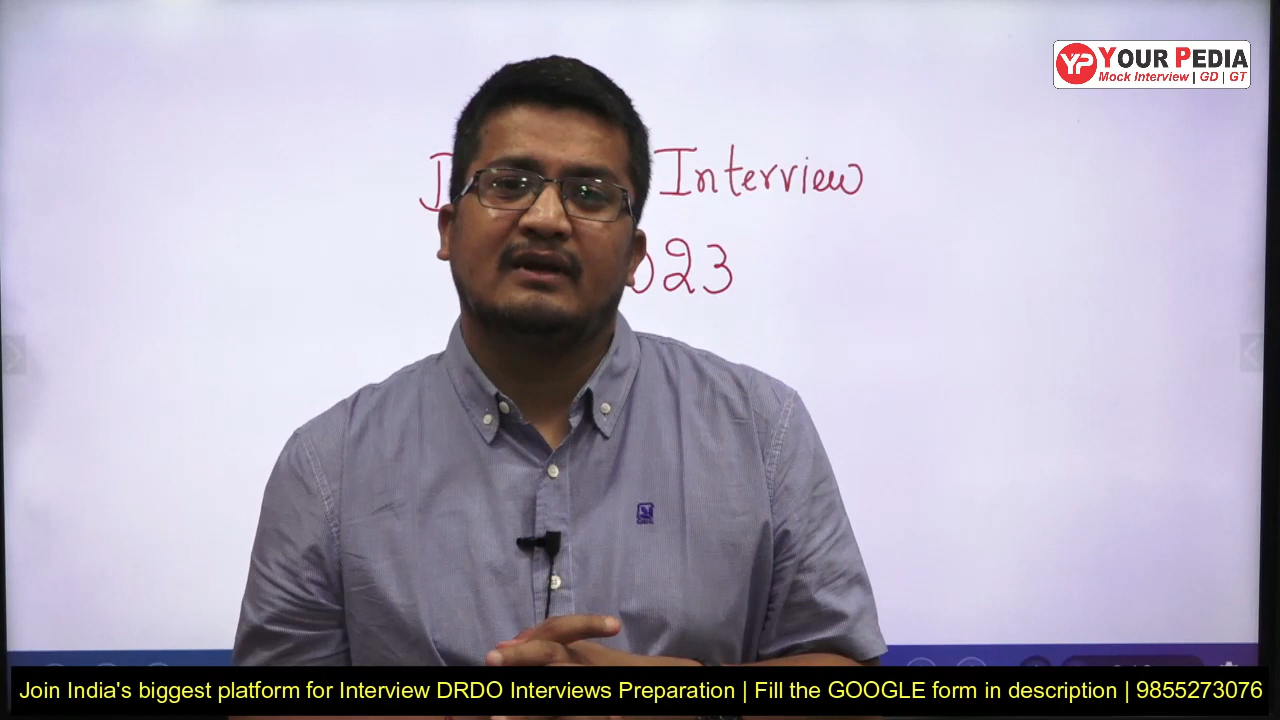 YP YOUR PEDIA
Mock Interview | GD | GT
Interview
023
Join India's biggest platform for Interview DRDO Interviews Preparation | Fill the GOOGLE form in description | 9855273076